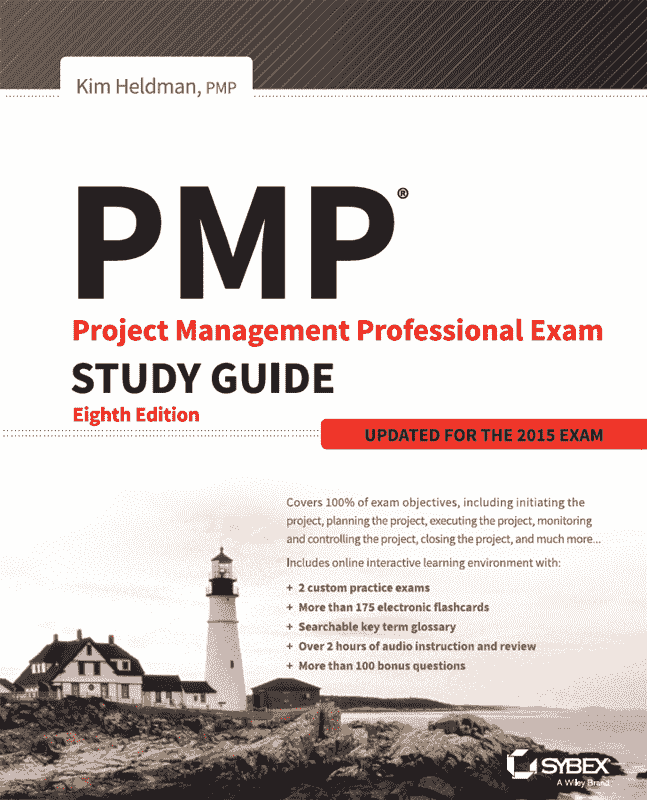 Kim Heldman, PMP
PMP®
Project Management Professional Exam
STUDY GUIDE
Eighth Edition
UPDATED FOR THE 2015 EXAM
Covers 100% of exam objectives, including initiating the
project, planning the project, executing the project, monitoring
and controlling the project, closing the project, and much more...
Includes online interactive learning environment with:
+ 2 custom practice exams
+ More than 175 electronic flashcards
+ Searchable key term glossary
+ Over 2 hours of audio instruction and review
+ More than 100 bonus questions
SYBEX
A Wiley Brand